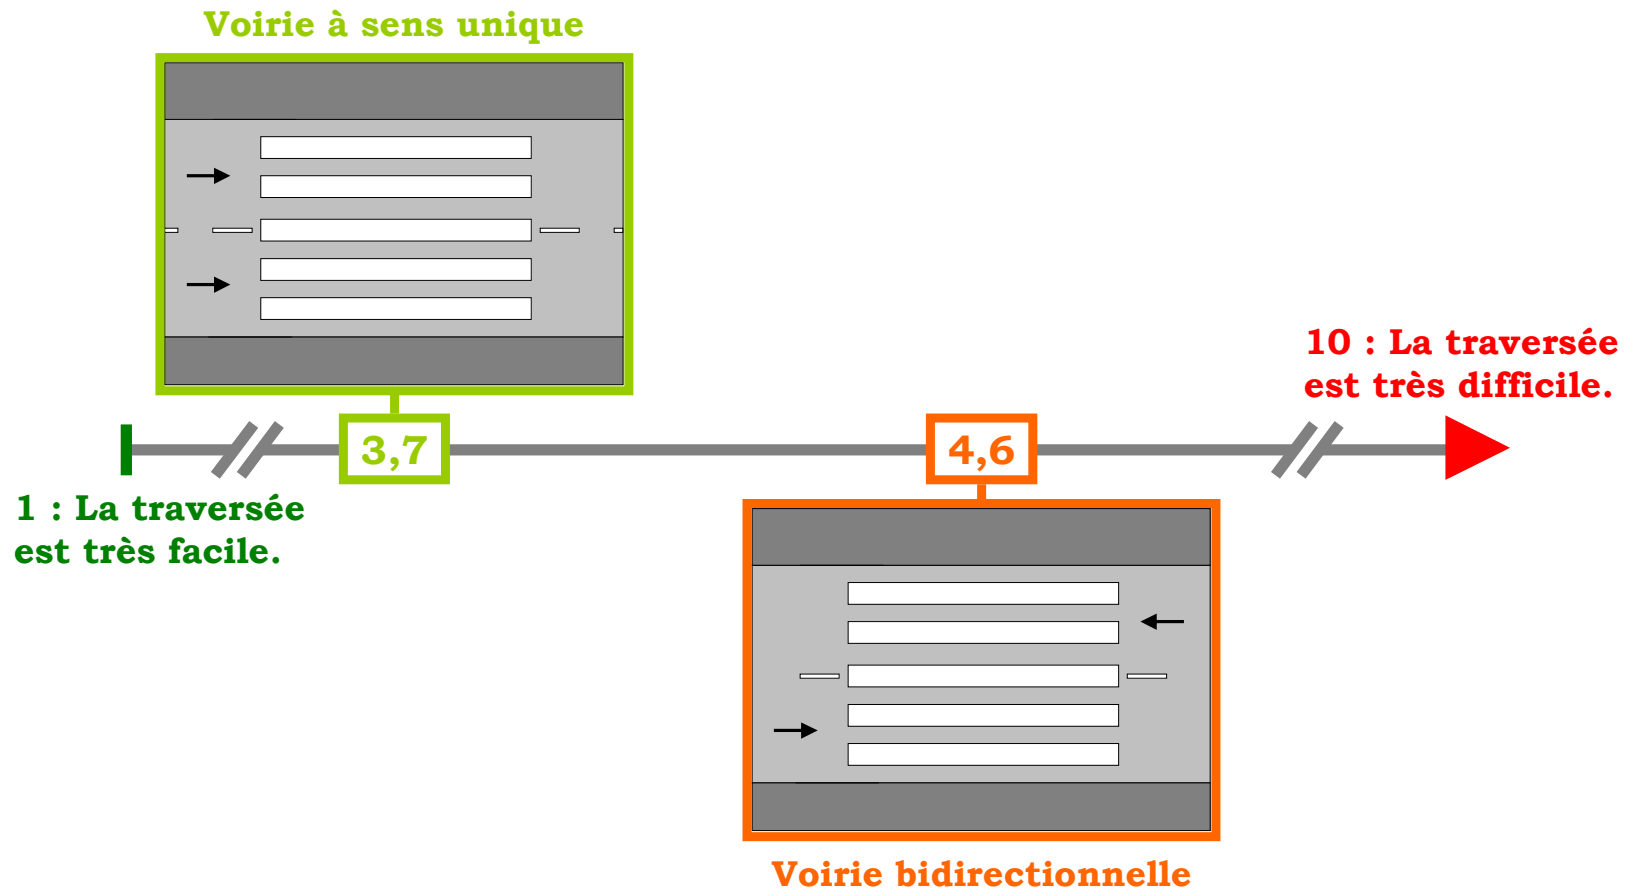 Voirie à sens unique
10 : La traversée
est très difficile.
3,7
4,6
1 : La traversée
est très facile.
Voirie bidirectionnelle